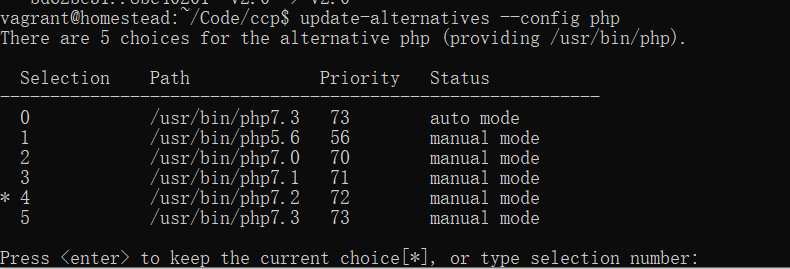 vagrant@homestead:~/Code/ccp$ update-alternatives --config php
There are 5 choices for the alternative php (providing /usr/bin/php).
Selection Path Priority Status
------------------------------------------------------------
0 /usr/bin/php7.3 73 auto mode
1 /usr/bin/php5.6 56 manual mode
2 /usr/bin/php7.0 70 manual mode
3 /usr/bin/php7.1 71 manual mode
* 4 /usr/bin/php7.2 72 manual mode
5 /usr/bin/php7.3 73 manual mode
Press <enter> to keep the current choice[*], or type selection number: